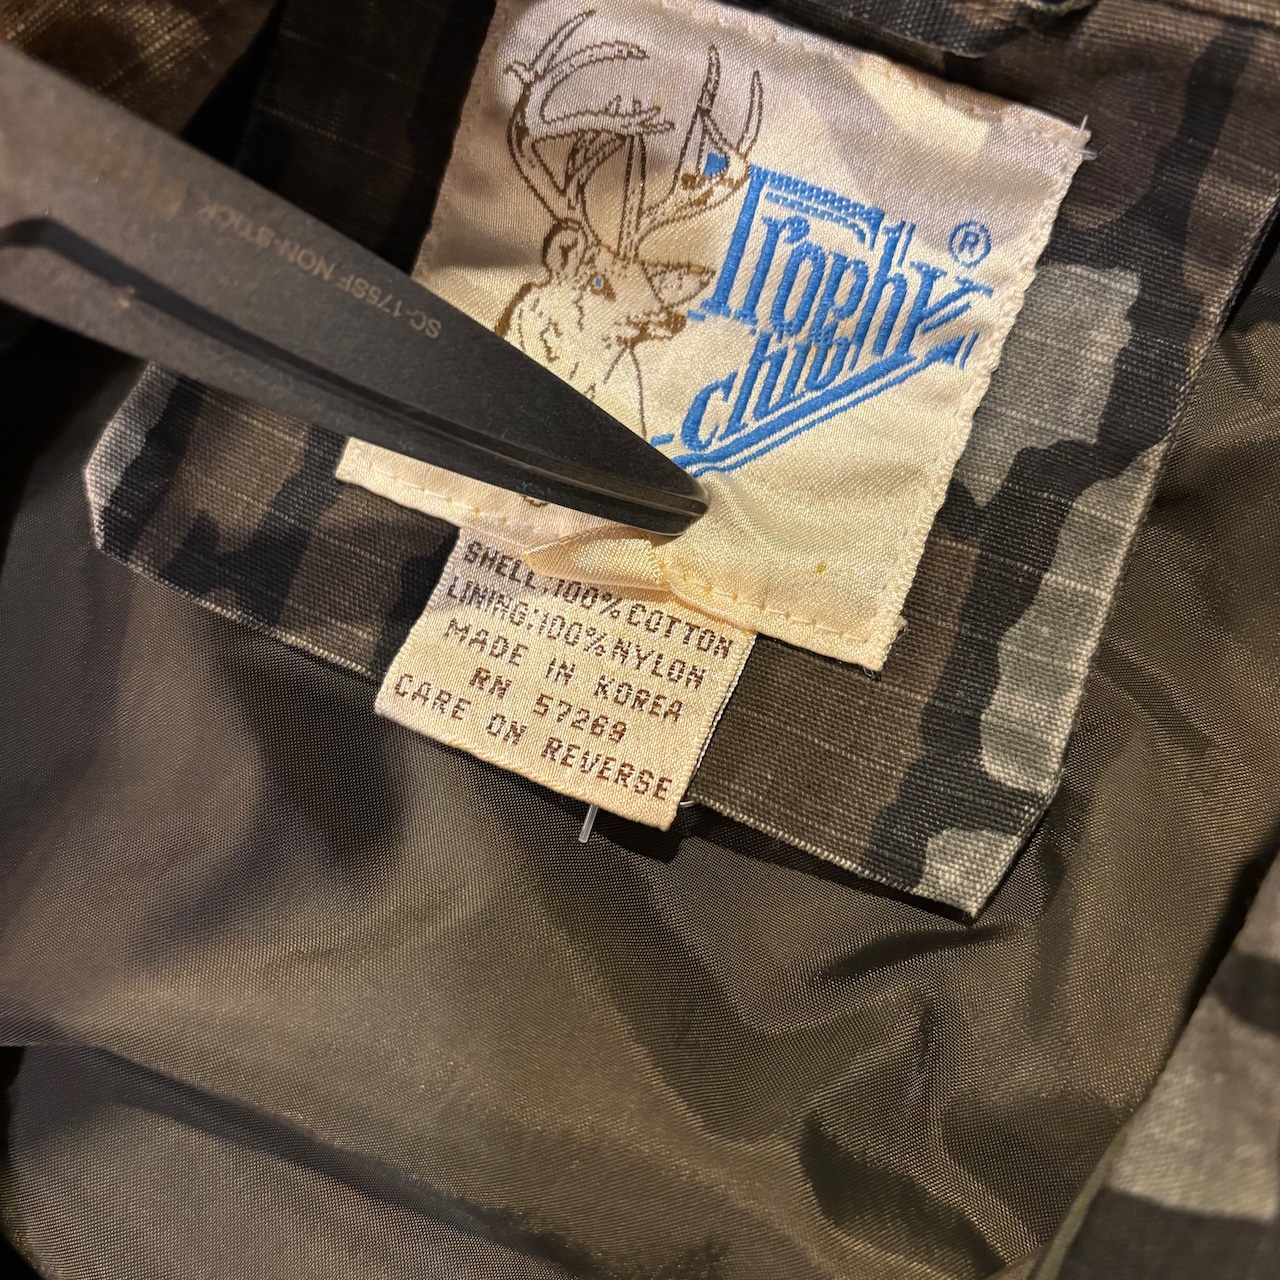 Trophy®
club
SC-175SF NON-STICK
SHELL:100% COTTON
LINING:100% NYLON
MADE IN KOREA
RN 57269
CARE ON REVERSE